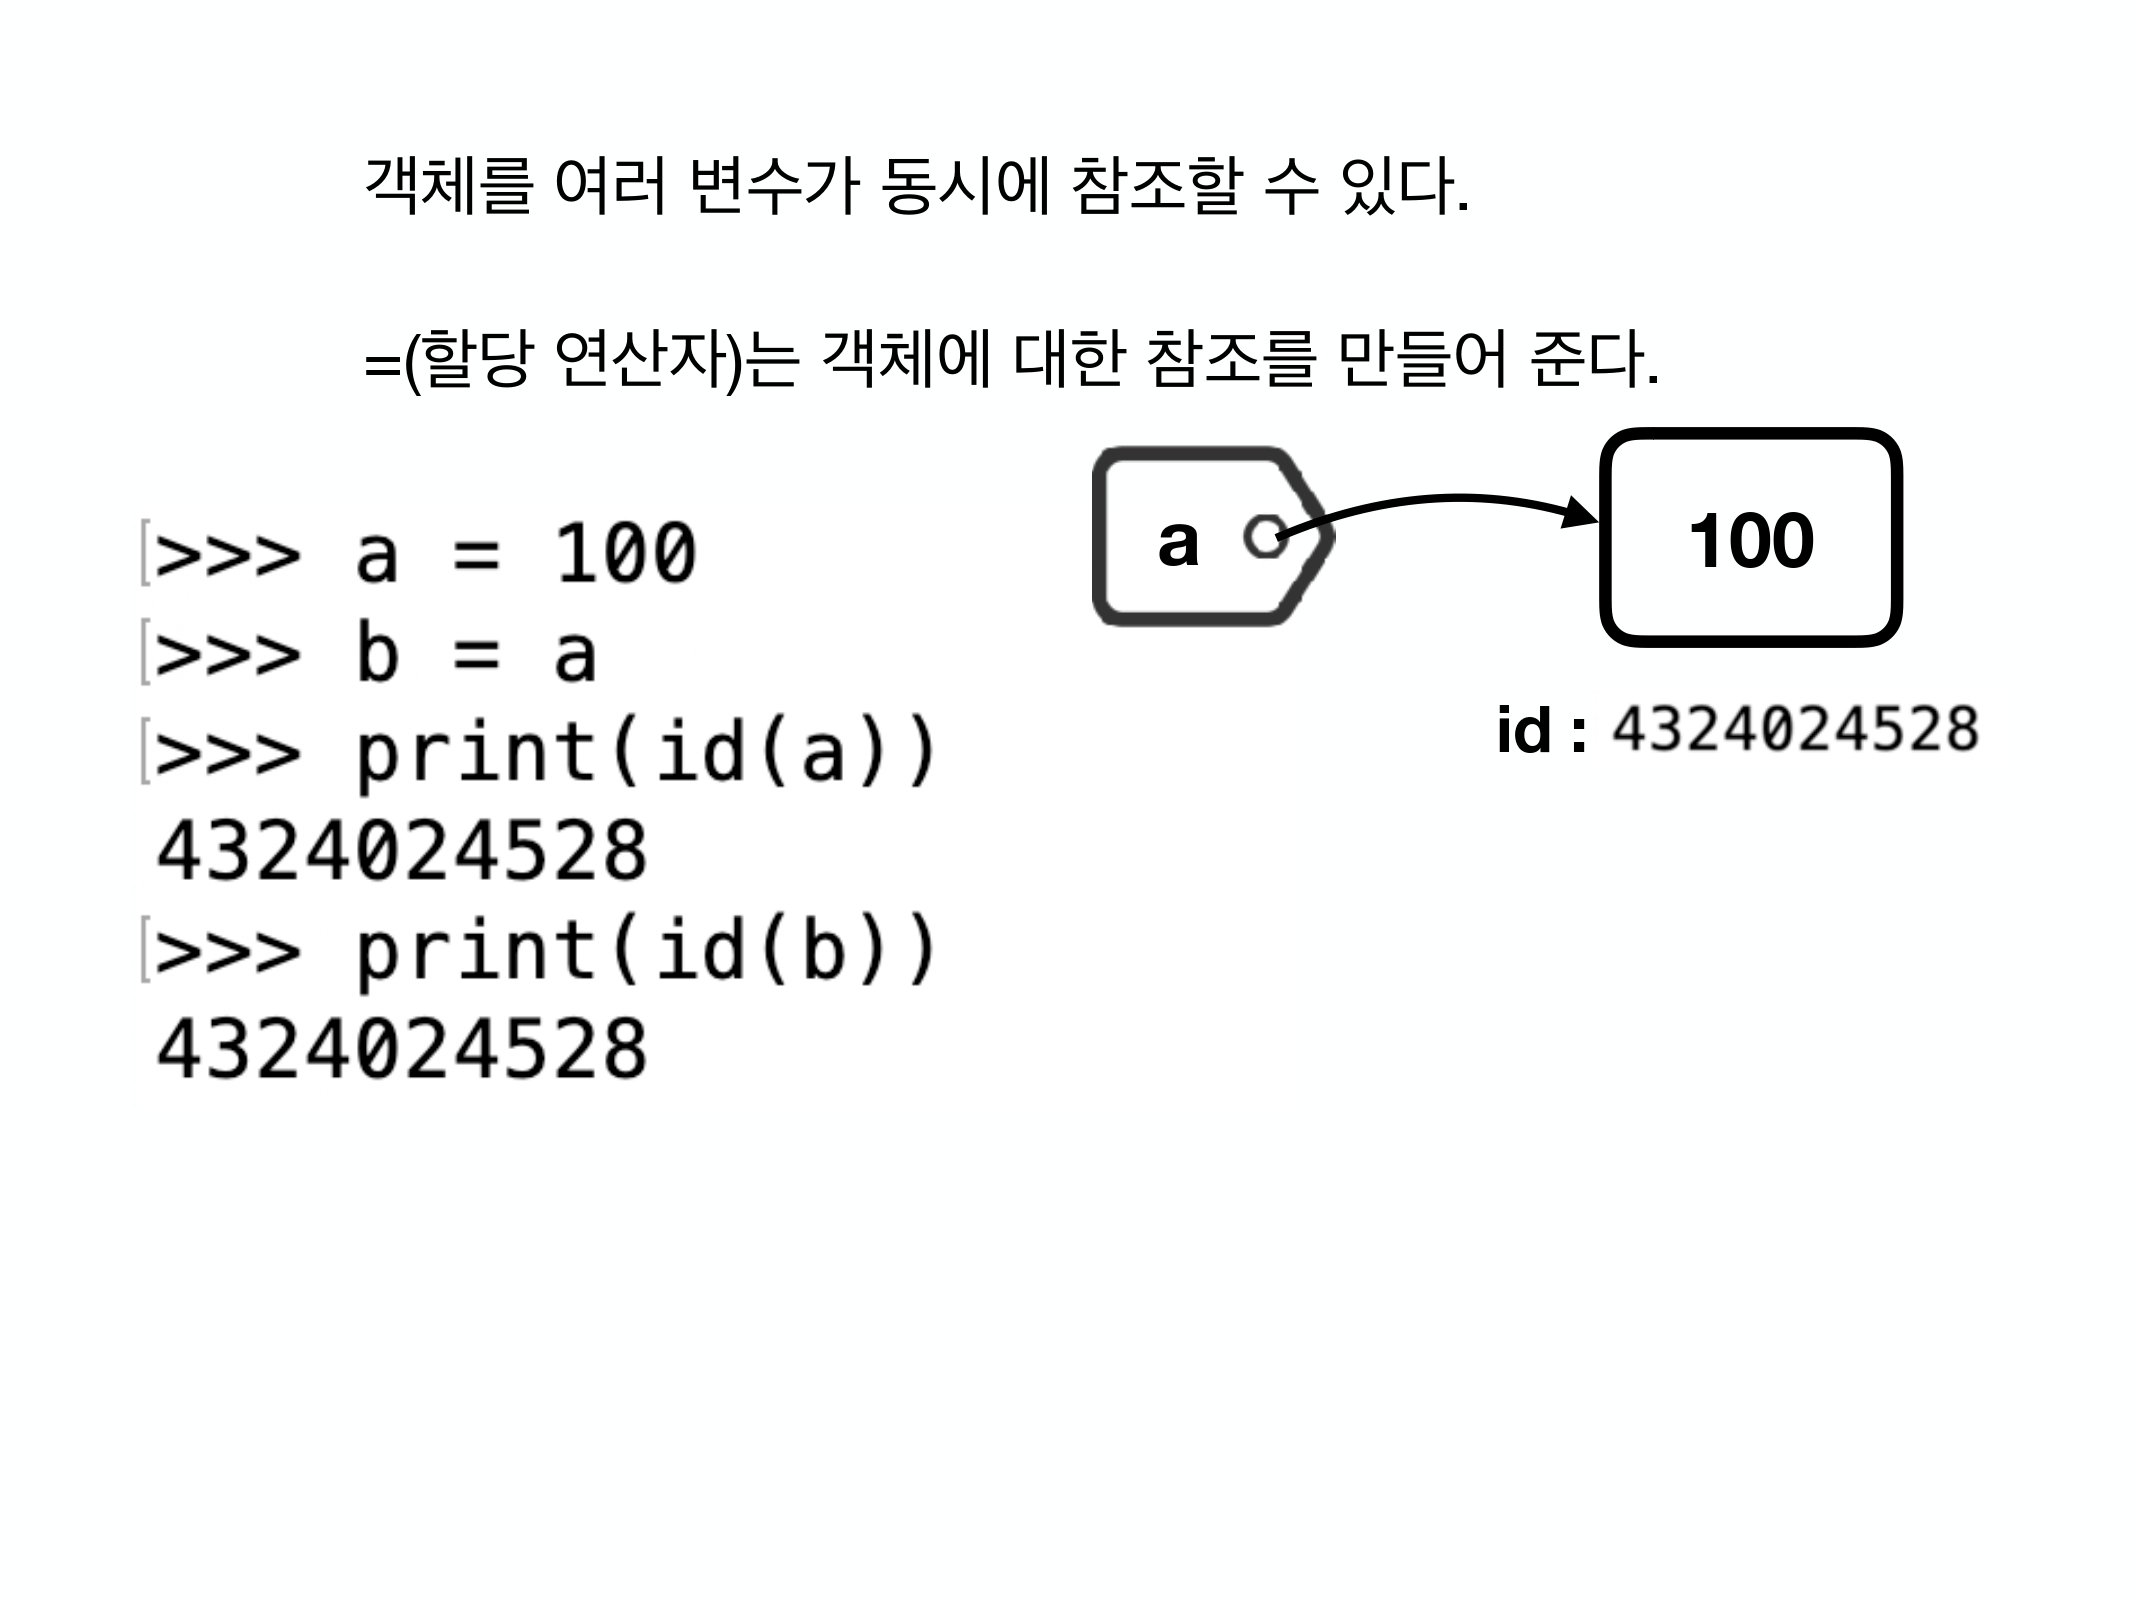 객체를 여러 변수가 동시에 참조할 수 있다.
=(할당 연산자)는 객체에 대한 참조를 만들어 준다.
>>> a = 100
>>> b = a
>>> print(id(a))
4324024528
>>> print(id(b))
4324024528
a
100
id : 4324024528